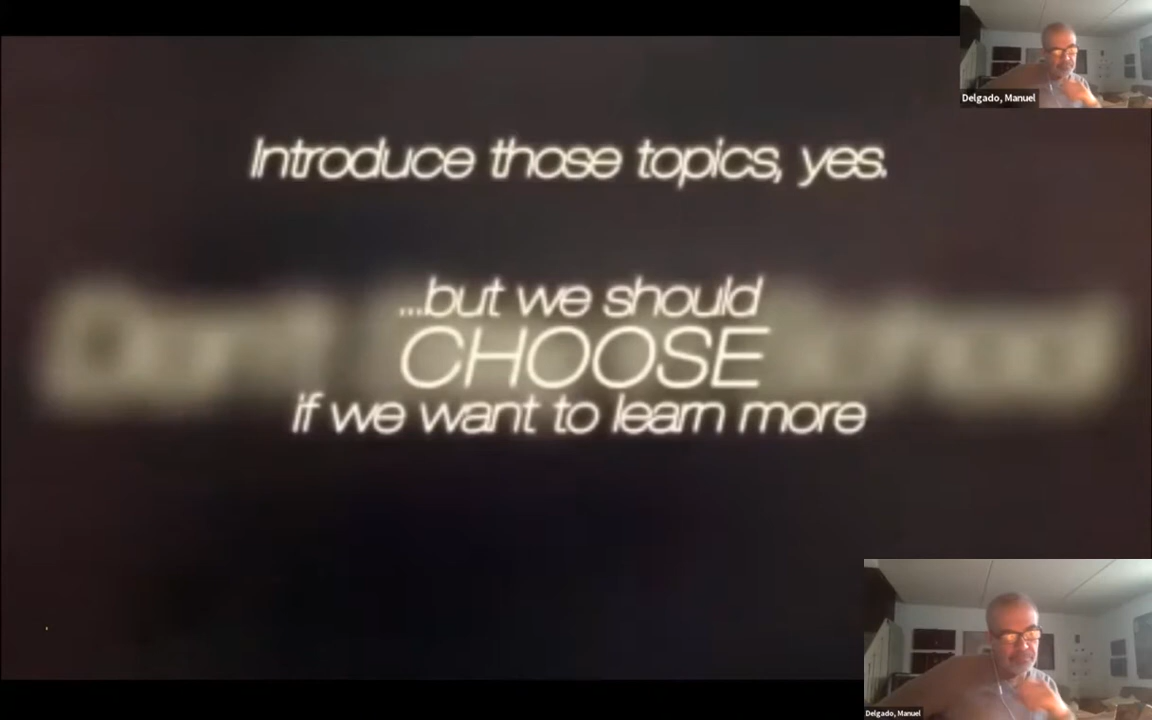 Delgado, Manuel
Introduce those topics, yes.
...but we should
CHOOSE
if we want to learn more
Delgado, Manuel